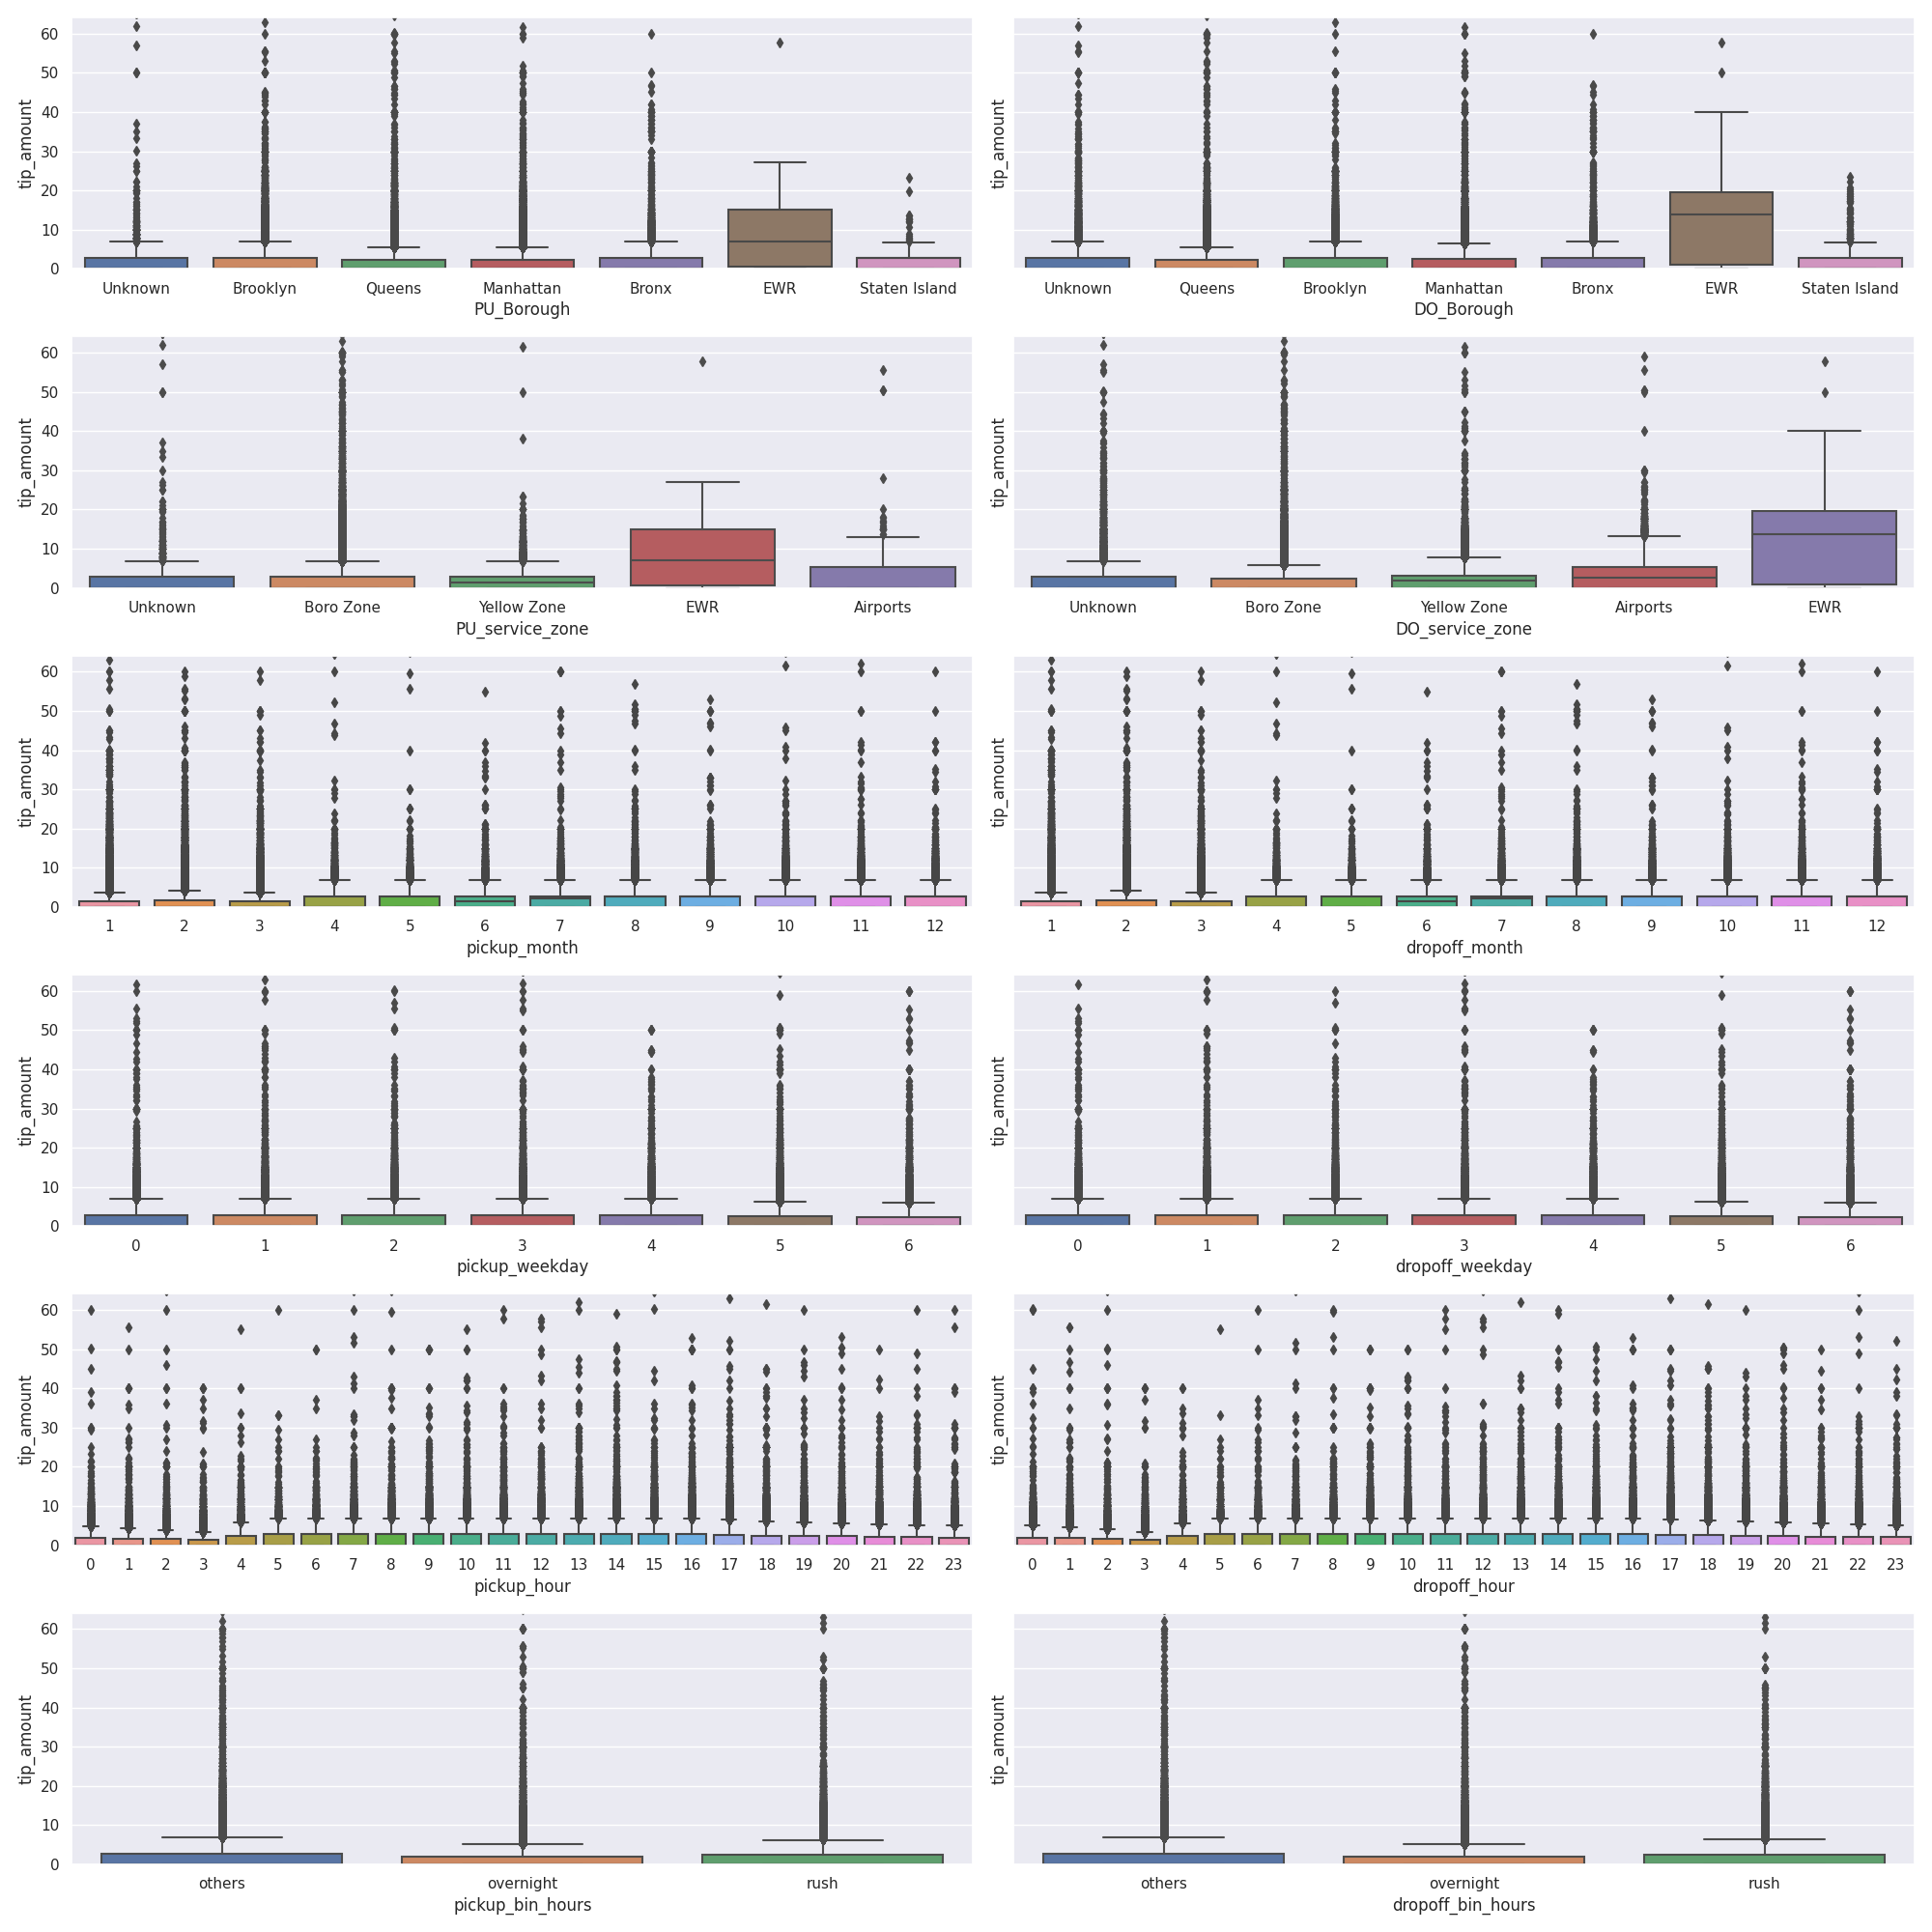 60
50
40
30
20
10
0
tip_amount
Unknown Brooklyn Queens Manhattan Bronx EWR Staten Island
PU_Borough
tip_amount
Unknown Queens Brooklyn Manhattan Bronx EWR Staten Island
DO_Borough
60
50
40
30
20
10
0
tip_amount
Unknown Boro Zone Yellow Zone EWR Airports
PU_service_zone
tip_amount
Unknown Boro Zone Yellow Zone Airports EWR
DO_service_zone
60
50
40
30
20
10
0
tip_amount
1 2 3 4 5 6 7 8 9 10 11 12
pickup_month
tip_amount
1 2 3 4 5 6 7 8 9 10 11 12
dropoff_month
60
50
40
30
20
10
0
tip_amount
0 1 2 3 4 5 6
pickup_weekday
tip_amount
0 1 2 3 4 5 6
dropoff_weekday
60
50
40
30
20
10
0
tip_amount
0 1 2 3 4 5 6 7 8 9 10 11 12 13 14 15 16 17 18 19 20 21 22 23
pickup_hour
tip_amount
0 1 2 3 4 5 6 7 8 9 10 11 12 13 14 15 16 17 18 19 20 21 22 23
dropoff_hour
60
50
40
30
20
10
0
tip_amount
others overnight rush
pickup_bin_hours
tip_amount
others overnight rush
dropoff_bin_hours